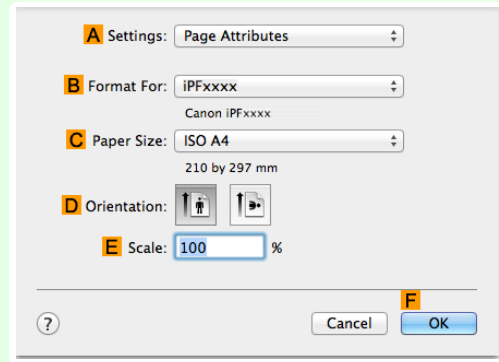 A Settings: Page Attributes
B Format For: iPFxxxx
Canon iPFxxxx
C Paper Size: ISO A4
210 by 297 mm
D Orientation:
E Scale: 100 %
F
? Cancel OK